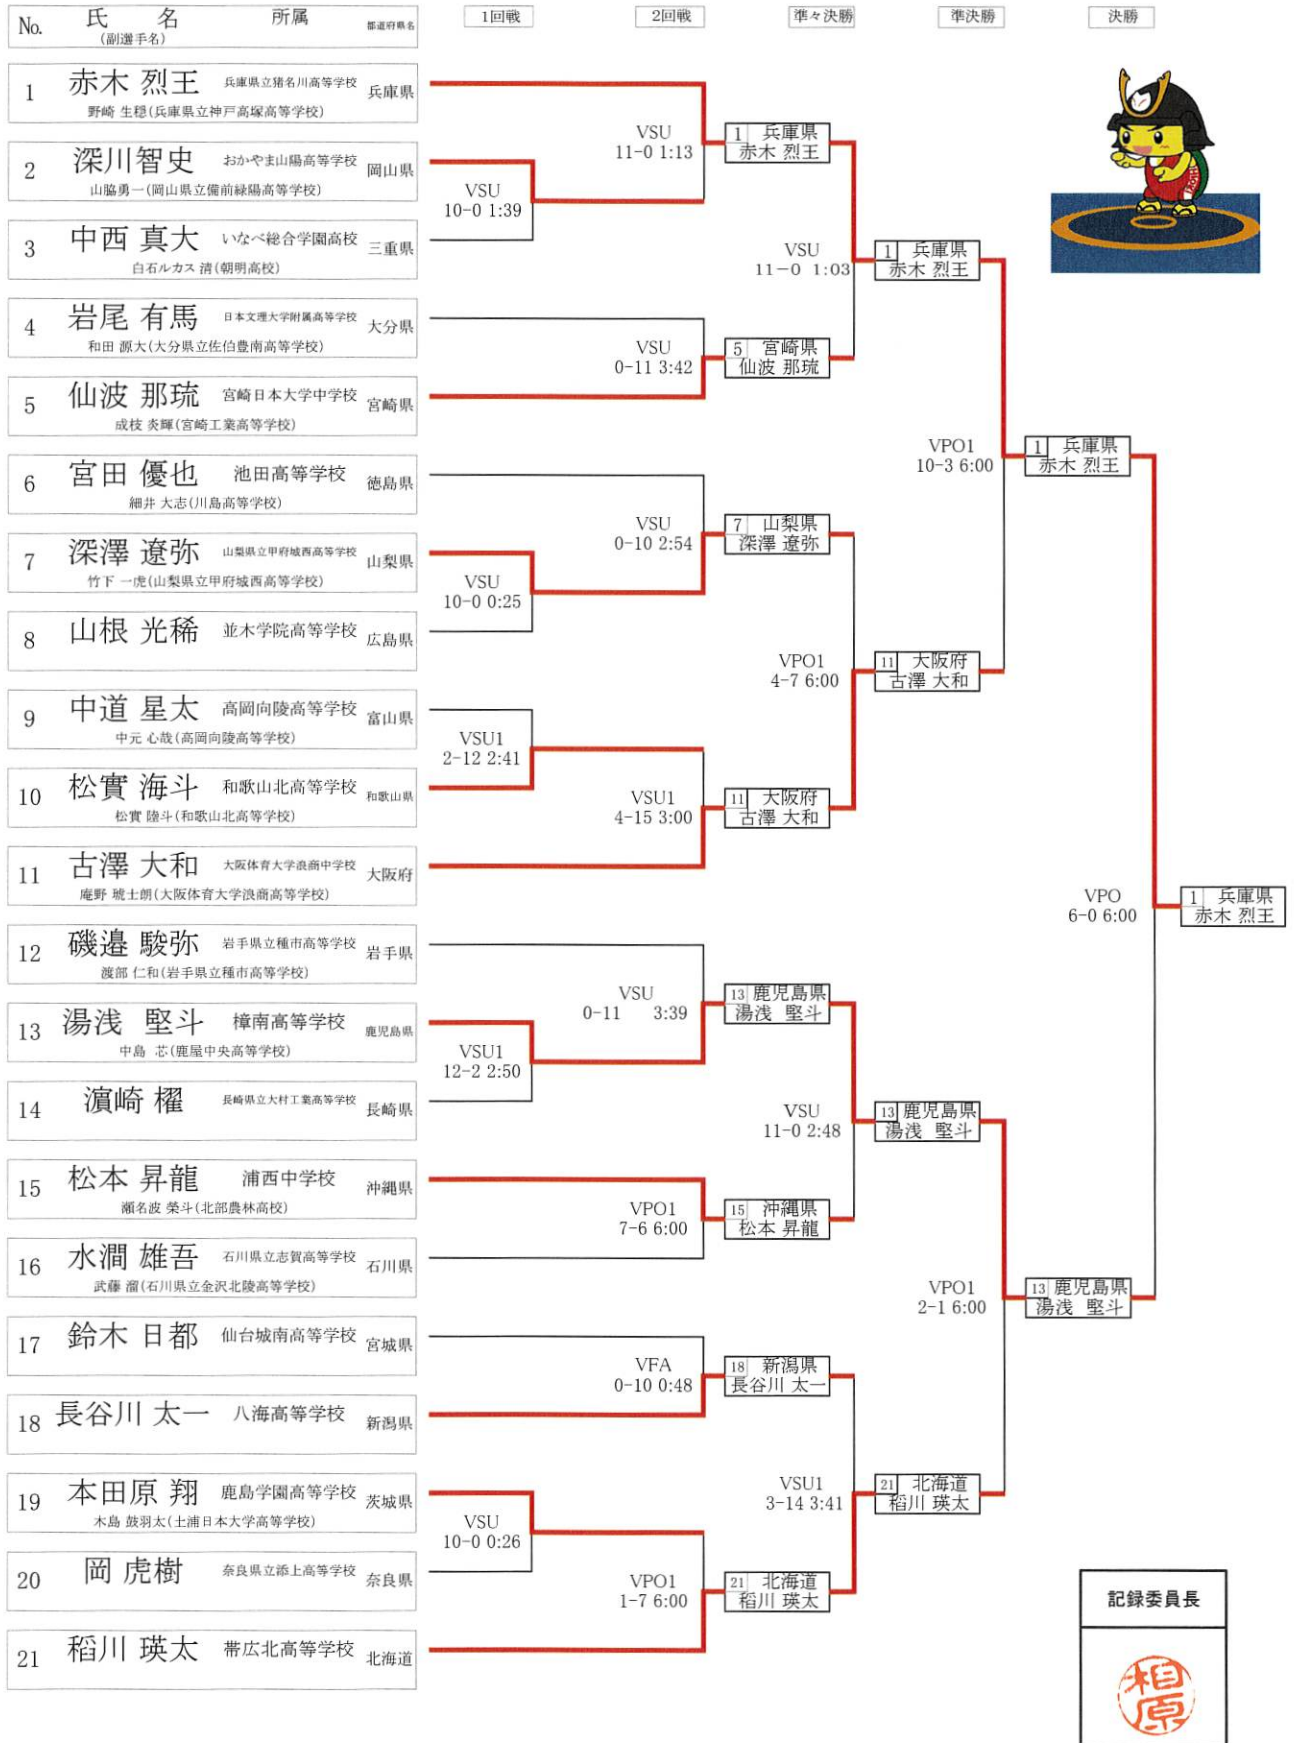 No. 氏 名 所属 都道府県名 1回戦 2回戦 準々決勝 準決勝 決勝
(副選手名)
1 赤木 烈王 兵庫県立猪名川高等学校 兵庫県
野崎 生穏(兵庫県立神戸高塚高等学校)
2 深川智史 おかやま山陽高等学校 岡山県
山脇勇一(岡山県立備前緑陽高等学校)
3 中西 真大 いなべ総合学園高校 三重県
白石ルカス 清(朝明高校)
4 岩尾 有馬 日本文理大学附属高等学校 大分県
和田 源大(大分県立佐伯豊南高等学校)
5 仙波 那琉 宮崎日本大学中学校 宮崎県
成枝 炎輝(宮崎工業高等学校)
6 宮田 優也 池田高等学校 徳島県
細井 大志(川島高等学校)
7 深澤 遼弥 山梨県立甲府城西高等学校 山梨県
竹下 一虎(山梨県立甲府城西高等学校)
8 山根 光稀 並木学院高等学校 広島県
9 中道 星太 高岡向陵高等学校 富山県
中元 心哉(高岡向陵高等学校)
10 松實 海斗 和歌山北高等学校 和歌山県
松實 陸斗(和歌山北高等学校)
11 古澤 大和 大阪体育大学浪商中学校 大阪府
庵野 琥士朗(大阪体育大学浪商高等学校)
12 磯邉 駿弥 岩手県立種市高等学校 岩手県
渡部 仁和(岩手県立種市高等学校)
13 湯浅 堅斗 樟南高等学校 鹿児島県
中島 芯(鹿屋中央高等学校)
14 濵崎 櫂 長崎県立大村工業高等学校 長崎県
15 松本 昇龍 浦西中学校 沖縄県
瀬名波 榮斗(北部農林高校)
16 水澗 雄吾 石川県立志賀高等学校 石川県
武藤 溜(石川県立金沢北陵高等学校)
17 鈴木 日都 仙台城南高等学校 宮城県
18 長谷川 太一 八海高等学校 新潟県
19 本田原 翔 鹿島学園高等学校 茨城県
木島 鼓羽太(土浦日本大学高等学校)
20 岡 虎樹 奈良県立添上高等学校 奈良県
21 稻川 瑛太 帯広北高等学校 北海道
VSU
10-0 1:39
VSU
10-0 0:25
VSU1
2-12 2:41
VSU1
12-2 2:50
VSU
10-0 0:26
VSU
11-0 1:13
VSU
0-11 3:42
VSU
0-10 2:54
VSU1
4-15 3:00
VSU
0-11 3:39
VPO1
7-6 6:00
VFA
0-10 0:48
VPO1
1-7 6:00
1 兵庫県
赤木 烈王
5 宮崎県
仙波 那琉
7 山梨県
深澤 遼弥
11 大阪府
古澤 大和
13 鹿児島県
湯浅 堅斗
15 沖縄県
松本 昇龍
18 新潟県
長谷川 太一
21 北海道
稻川 瑛太
VSU
11-0 1:03
VPO1
4-7 6:00
VSU
11-0 2:48
VSU1
3-14 3:41
1 兵庫県
赤木 烈王
11 大阪府
古澤 大和
13 鹿児島県
湯浅 堅斗
21 北海道
稻川 瑛太
VPO1
10-3 6:00
VPO1
2-1 6:00
1 兵庫県
赤木 烈王
13 鹿児島県
湯浅 堅斗
VPO
6-0 6:00
1 兵庫県
赤木 烈王
記録委員長
相原